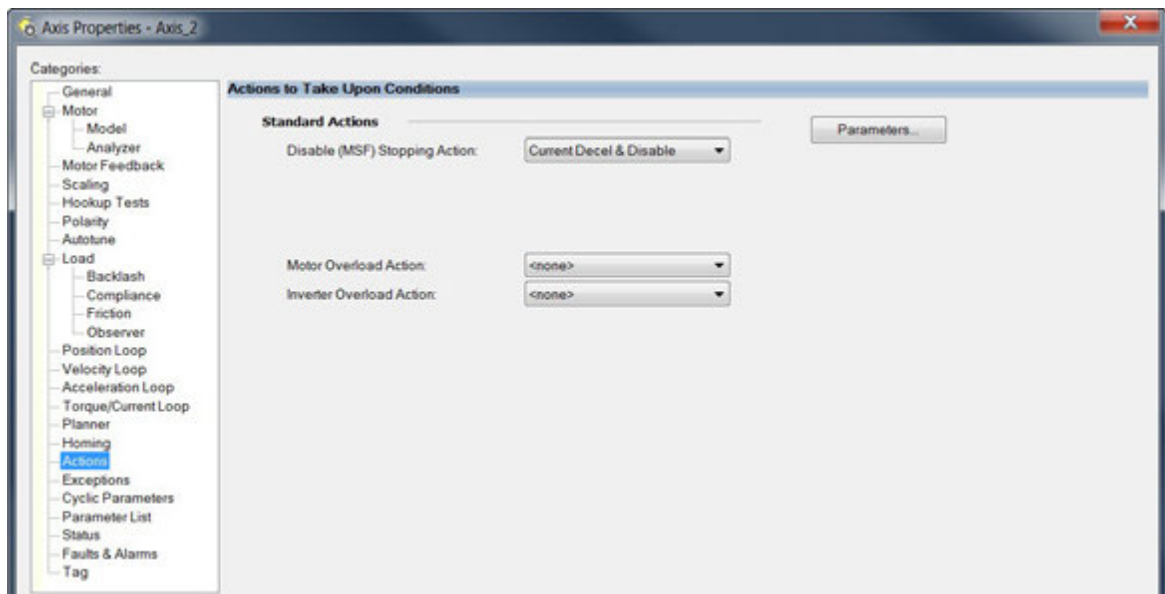 Axis Properties - Axis_2
X
Categories:
General
Motor
Model
Analyzer
Motor Feedback
Scaling
Hookup Tests
Polarity
Autotune
Load
Backlash
Compliance
Friction
Observer
Position Loop
Velocity Loop
Acceleration Loop
Torque/Current Loop
Planner
Homing
Actions
Exceptions
Cyclic Parameters
Parameter List
Status
Faults & Alarms
Tag
Actions to Take Upon Conditions
Standard Actions
Parameters...
Disable (MSF) Stopping Action: Current Decel & Disable
Motor Overload Action: <none>
Inverter Overload Action: <none>